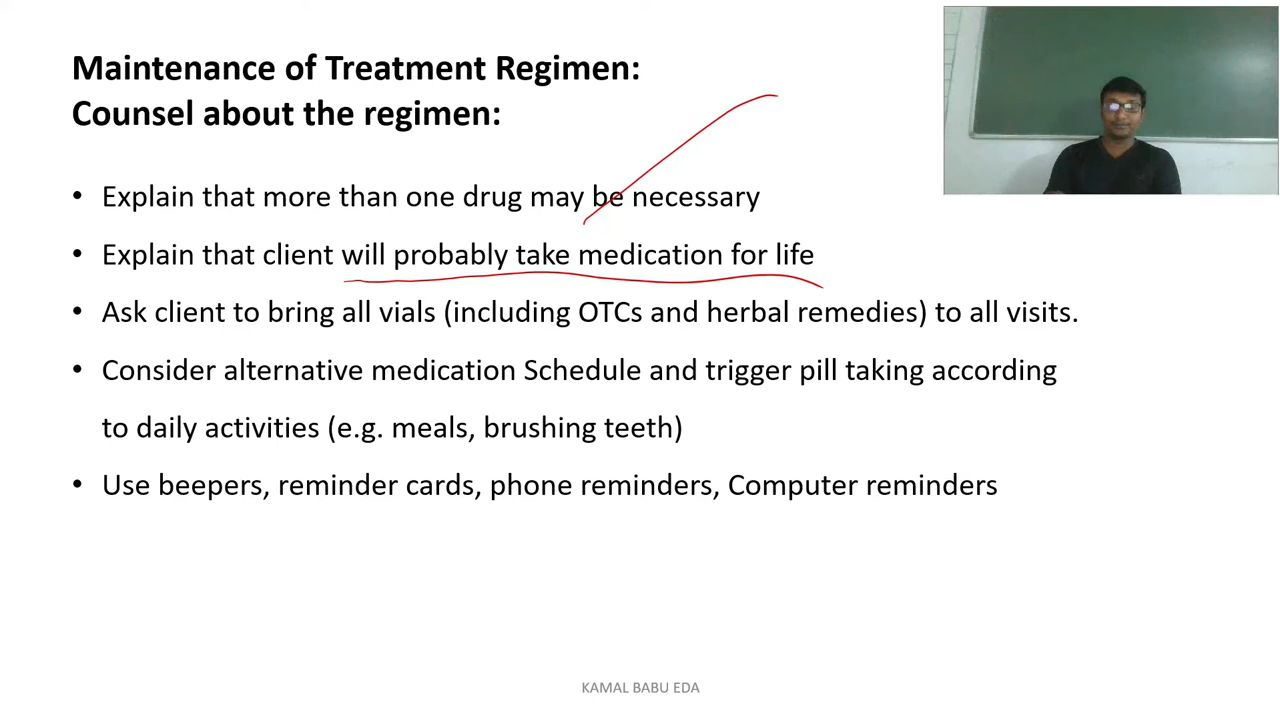 Maintenance of Treatment Regimen:
Counsel about the regimen:
• Explain that more than one drug may be necessary
• Explain that client will probably take medication for life
• Ask client to bring all vials (including OTCs and herbal remedies) to all visits.
• Consider alternative medication Schedule and trigger pill taking according
to daily activities (e.g. meals, brushing teeth)
• Use beepers, reminder cards, phone reminders, Computer reminders
KAMAL BABU EDA